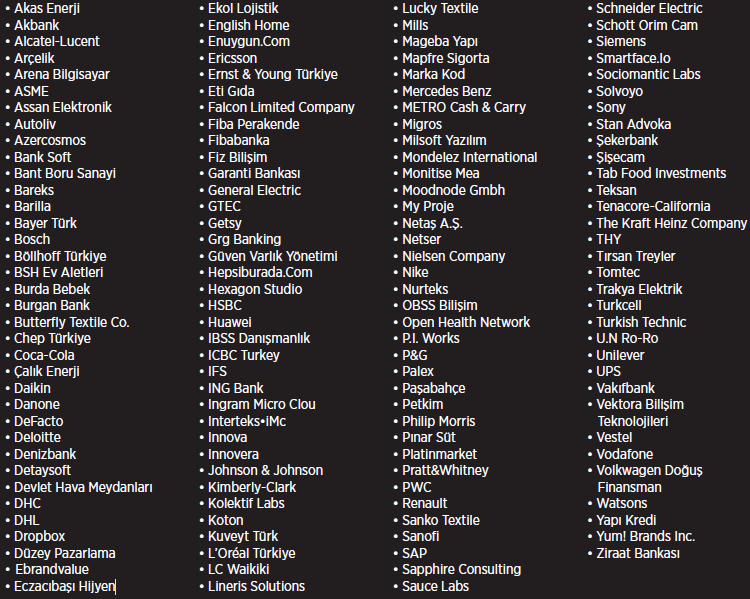 • Akas Enerji
• Akbank
• Alcatel-Lucent
• Arçelik
• Arena Bilgisayar
• ASME
• Assan Elektronik
• Autoliv
• Azercosmos
• Bank Soft
• Bant Boru Sanayi
• Bareks
• Barilla
• Bayer Türk
• Bosch
• Böllhoff Türkiye
• BSH Ev Aletleri
• Burda Bebek
• Burgan Bank
• Butterfly Textile Co.
• Chep Türkiye
• Coca-Cola
• Çalık Enerji
• Daikin
• Danone
• DeFacto
• Deloitte
• Denizbank
• Detaysoft
• Devlet Hava Meydanları
• DHC
• DHL
• Dropbox
• Düzey Pazarlama
• Ebrandvalue
• Eczacıbaşı Hijyen
• Ekol Lojistik
• English Home
• Enuygun.Com
• Ericsson
• Ernst & Young Türkiye
• Eti Gıda
• Falcon Limited Company
• Fiba Perakende
• Fibabanka
• Fiz Bilişim
• Garanti Bankası
• General Electric
• GTEC
• Getsy
• Grg Banking
• Güven Varlık Yönetimi
• Hepsiburada.Com
• Hexagon Studio
• HSBC
• Huawei
• IBSS Danışmanlık
• ICBC Turkey
• IFS
• ING Bank
• Ingram Micro Clou
• Interteks•iMc
• Innova
• Innovera
• Johnson & Johnson
• Kimberly-Clark
• Kolektif Labs
• Koton
• Kuveyt Türk
• L'Oréal Türkiye
• LC Waikiki
• Lineris Solutions
• Lucky Textile
• Mills
• Mageba Yapı
• Mapfre Sigorta
• Marka Kod
• Mercedes Benz
• METRO Cash & Carry
• Migros
• Milsoft Yazılım
• Mondelez International
• Monitise Mea
• Moodnode Gmbh
• My Proje
• Netaş A.Ş.
• Netser
• Nielsen Company
• Nike
• Nurteks
• OBSS Bilişim
• Open Health Network
• P.I. Works
• P&G
• Palex
• Paşabahçe
• Petkim
• Philip Morris
• Pınar Süt
• Platinmarket
• Pratt&Whitney
• PWC
• Renault
• Sanko Textile
• Sanofi
• SAP
• Sapphire Consulting
• Sauce Labs
• Schneider Electric
• Schott Orim Cam
• Siemens
• Smartface.Io
• Sociomantic Labs
• Solvoyo
• Sony
• Stan Advoka
• Şekerbank
• Şişecam
• Tab Food Investments
• Teksan
• Tenacore-California
• The Kraft Heinz Company
• THY
• Tırsan Treyler
• Tomtec
• Trakya Elektrik
• Turkcell
• Turkish Technic
• U.N Ro-Ro
• Unilever
• UPS
• Vakıfbank
• Vektora Bilişim
Teknolojileri
• Vestel
• Vodafone
• Volkwagen Doğuş
Finansman
• Watsons
• Yapı Kredi
• Yum! Brands Inc.
• Ziraat Bankası